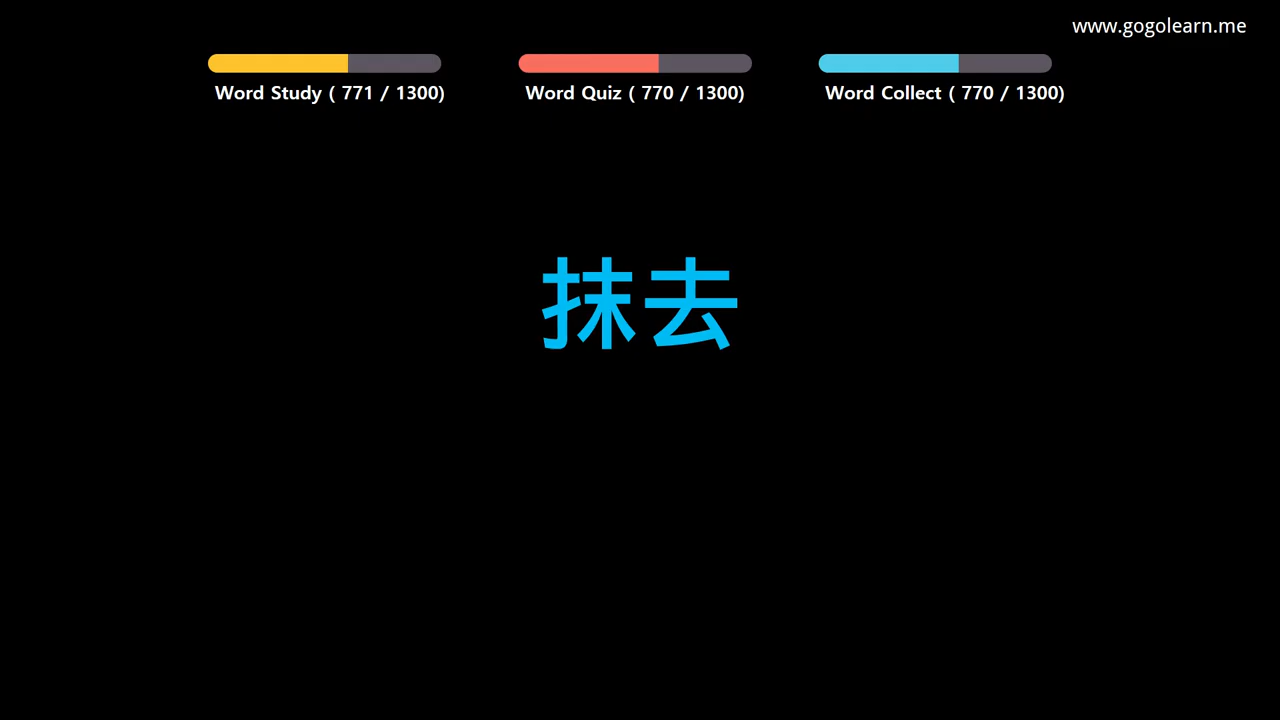 www.gogolearn.me
Word Study ( 771 / 1300)
Word Quiz ( 770 / 1300)
Word Collect ( 770 / 1300)
抹去